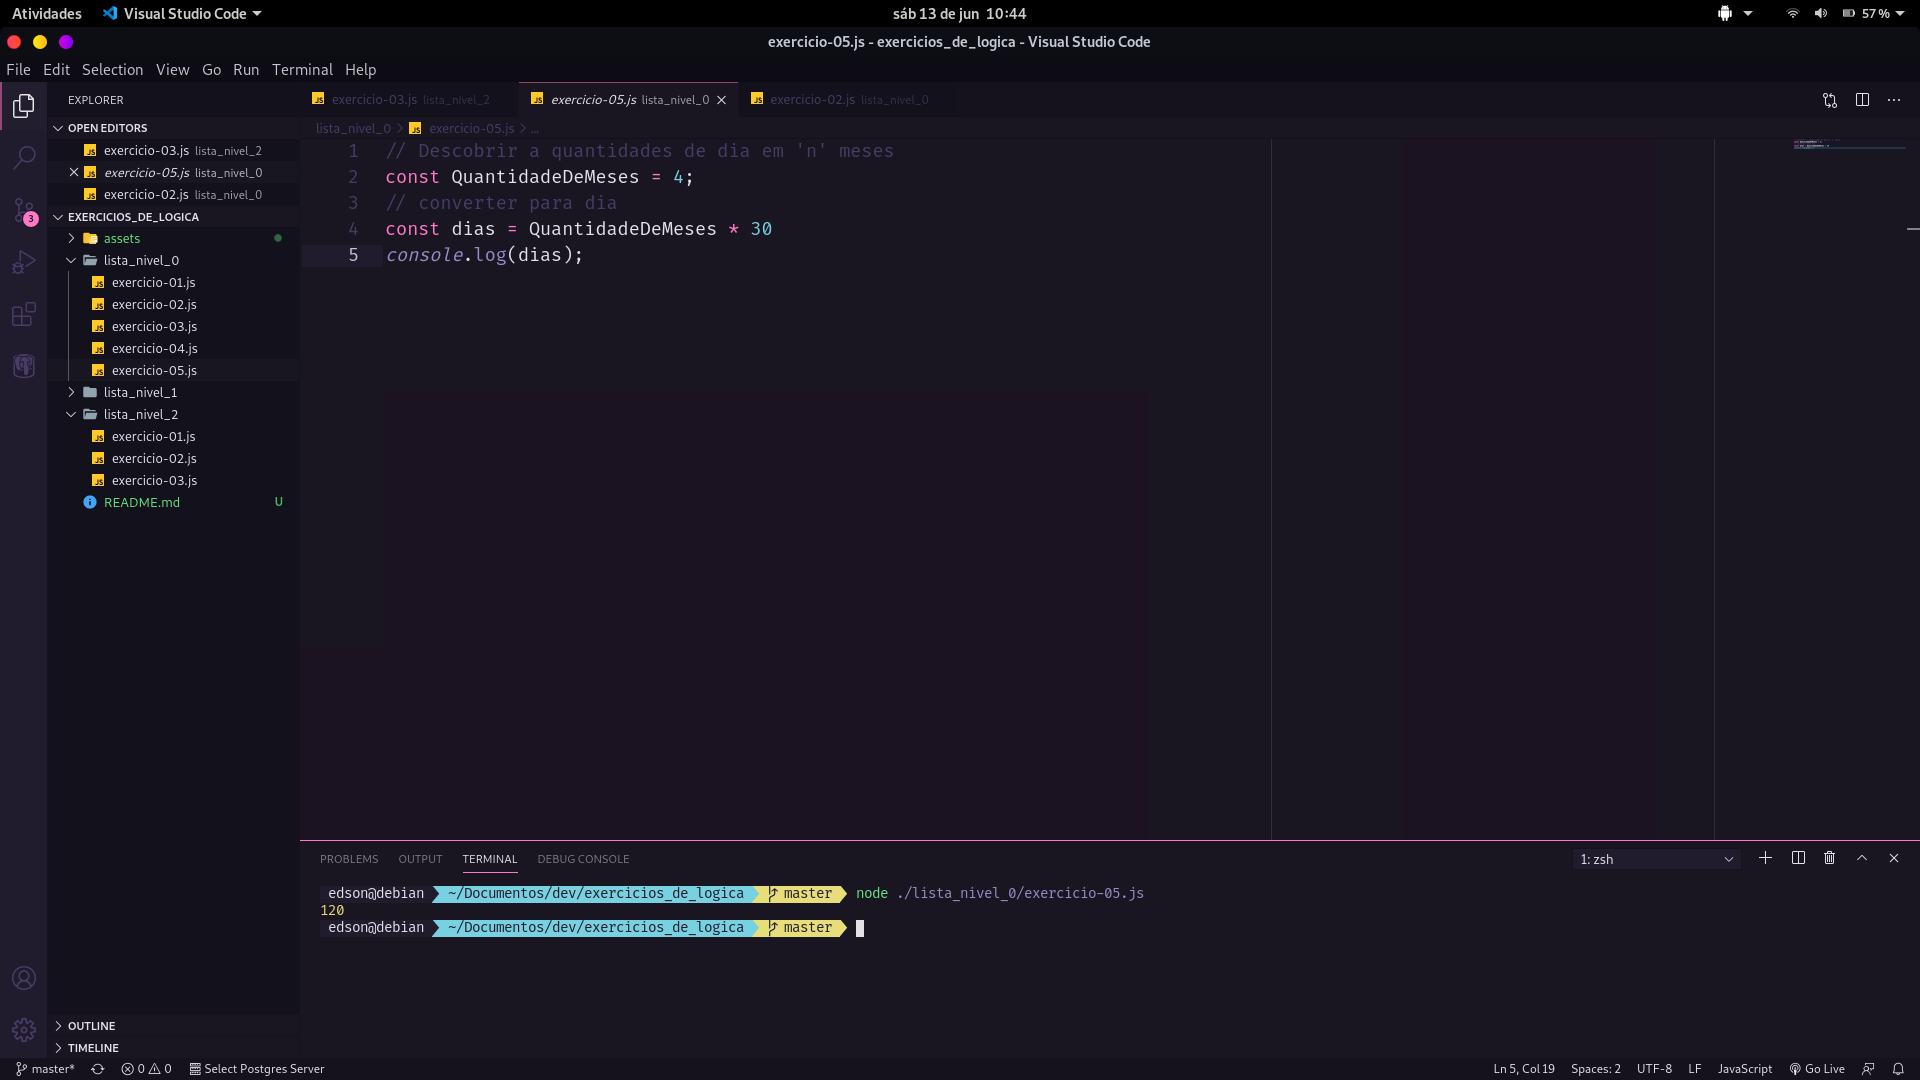 Atividades Visual Studio Code sáb 13 de jun 10:44 57 %
exercicio-05.js - exercicios_de_logica - Visual Studio Code
File Edit Selection View Go Run Terminal Help
EXPLORER
OPEN EDITORS
exercicio-03.js lista_nivel_2
exercicio-05.js lista_nivel_0
exercicio-02.js lista_nivel_0
EXERCICIOS_DE_LOGICA
assets
lista_nivel_0
exercicio-01.js
exercicio-02.js
exercicio-03.js
exercicio-04.js
exercicio-05.js
lista_nivel_1
lista_nivel_2
exercicio-01.js
exercicio-02.js
exercicio-03.js
README.md U
OUTLINE
TIMELINE
3
exercicio-03.js lista_nivel_2 exercicio-05.js lista_nivel_0 exercicio-02.js lista_nivel_0
lista_nivel_0 > exercicio-05.js > ...
1 // Descobrir a quantidades de dia em 'n' meses
2 const QuantidadeDeMeses = 4;
3 // converter para dia
4 const dias = QuantidadeDeMeses * 30
5 console.log(dias);
PROBLEMS OUTPUT TERMINAL DEBUG CONSOLE 1: zsh
edson@debian ~/Documentos/dev/exercicios_de_logica master node ./lista_nivel_0/exercicio-05.js
120
edson@debian ~/Documentos/dev/exercicios_de_logica master
master* 0 0 Select Postgres Server Ln 5, Col 19 Spaces: 2 UTF-8 LF JavaScript Go Live